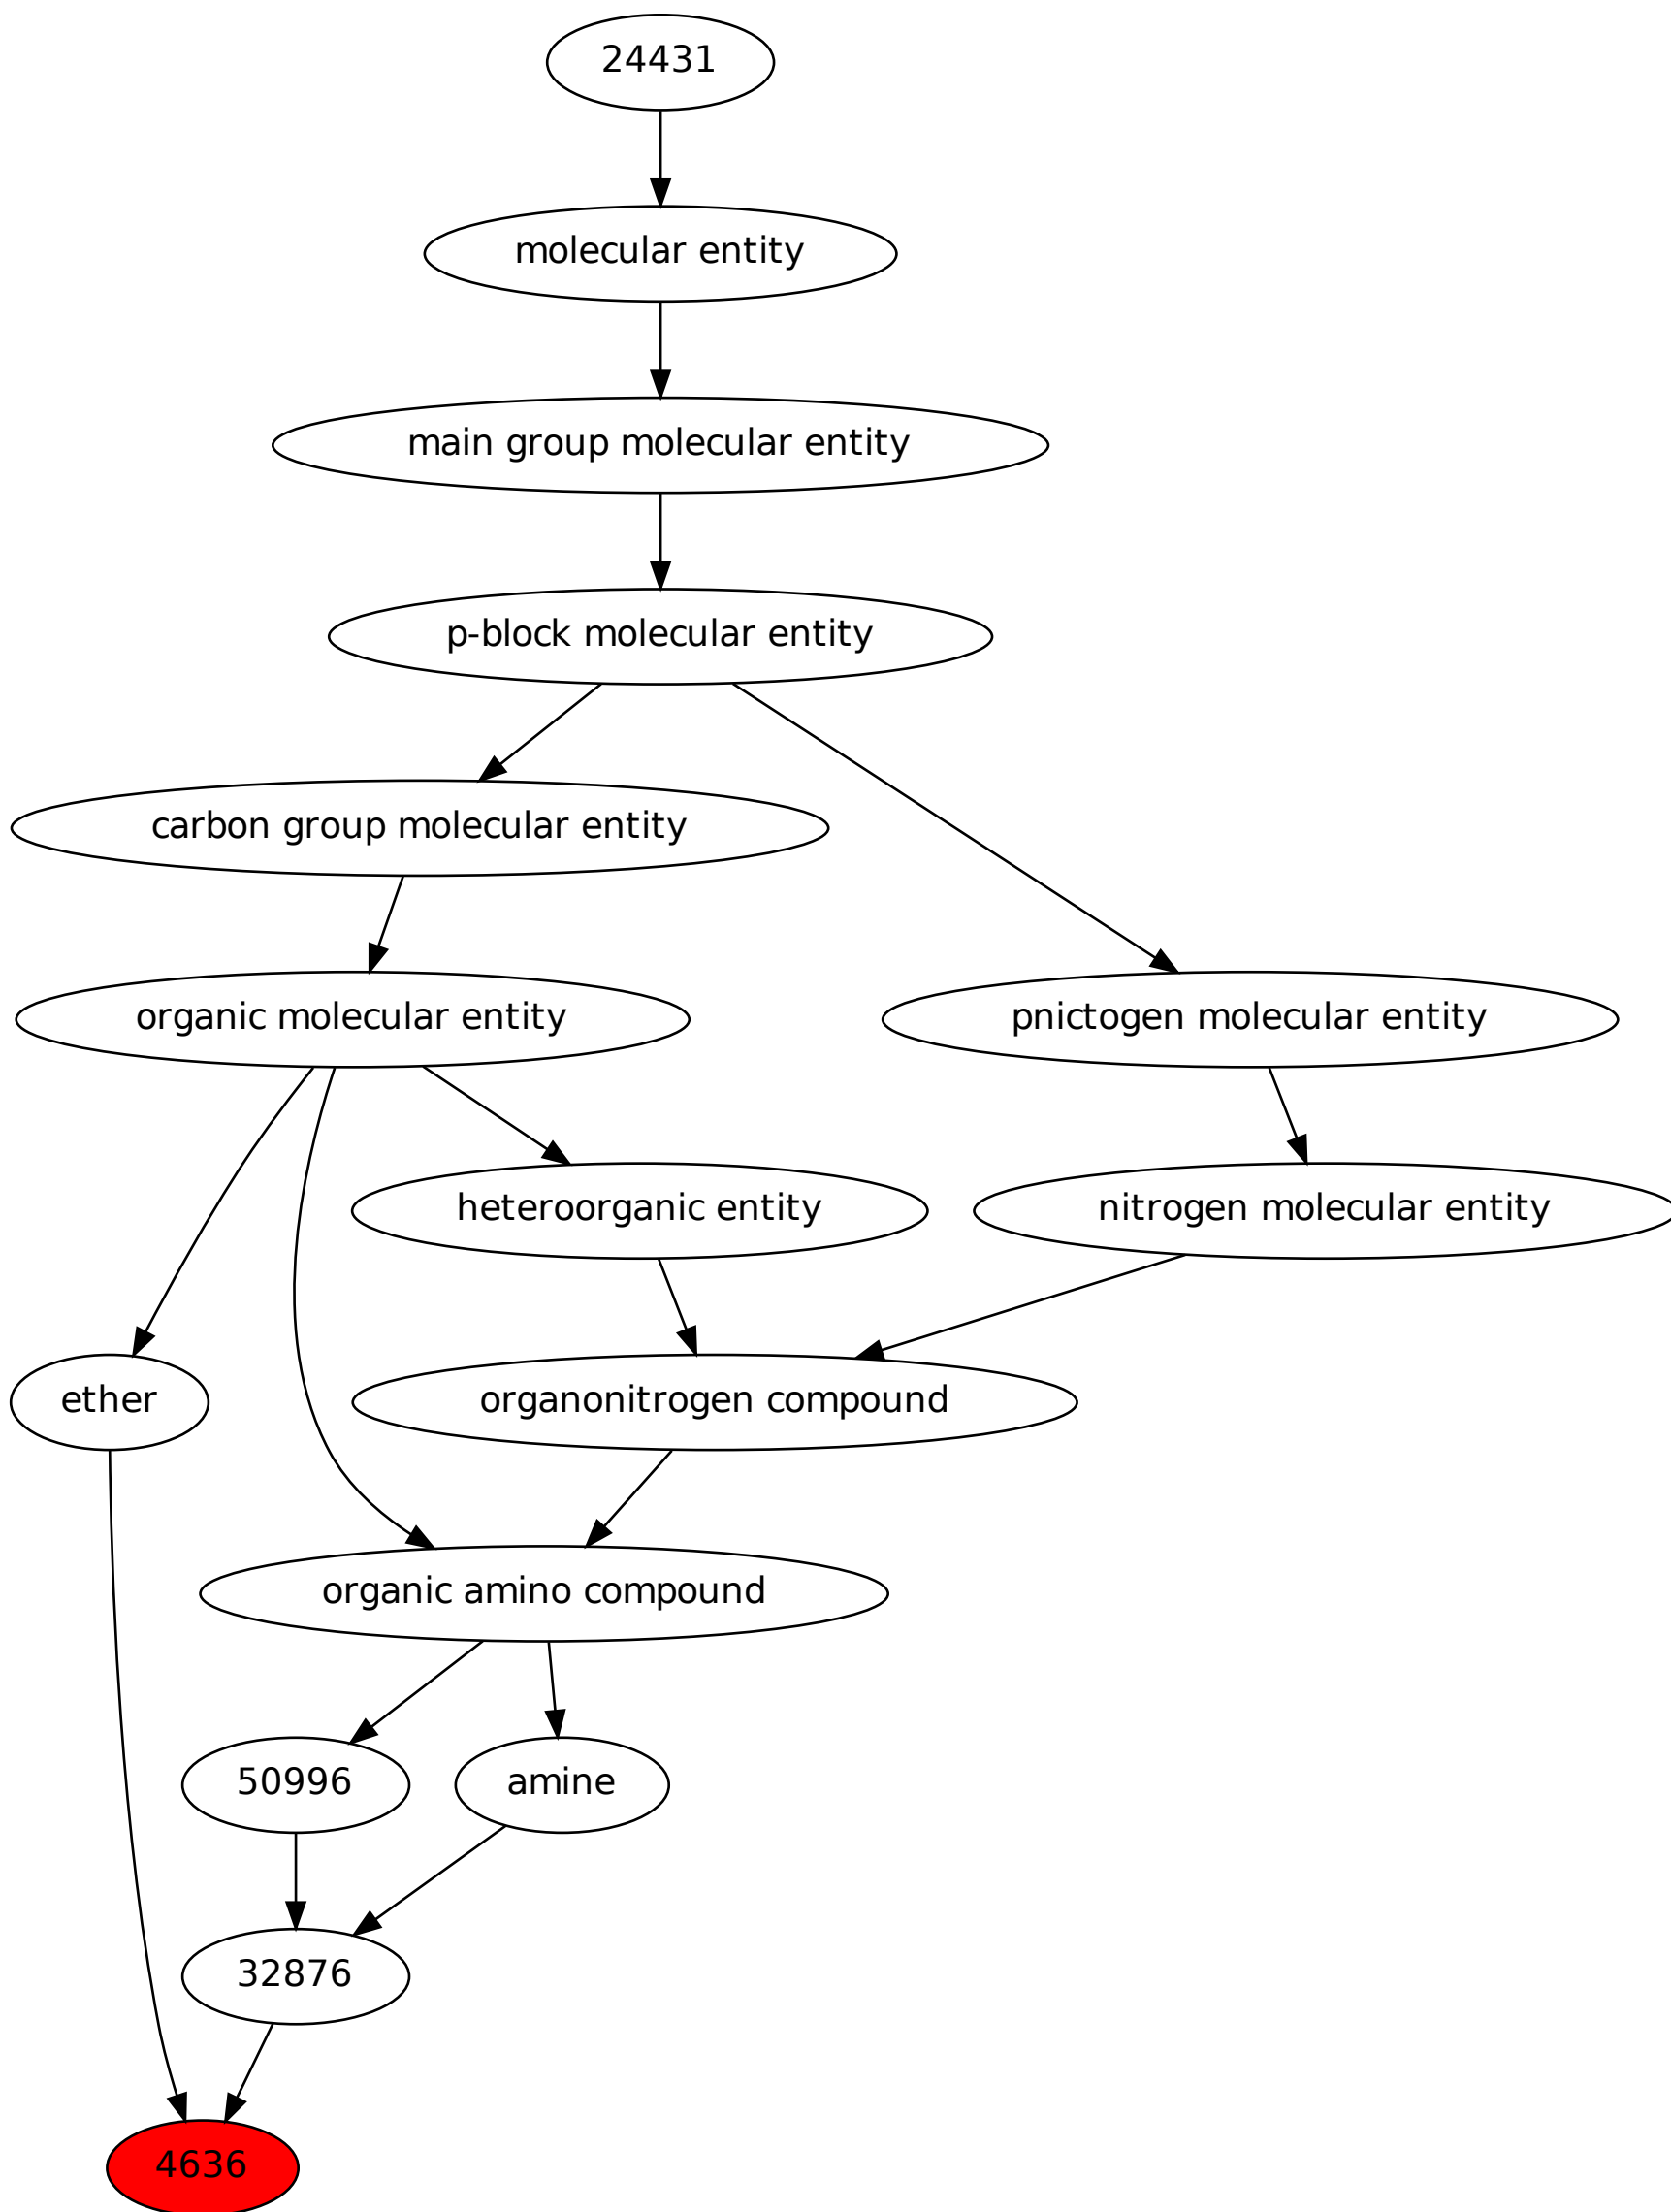 24431
molecular entity
main group molecular entity
p-block molecular entity
carbon group molecular entity
organic molecular entity
pnictogen molecular entity
heteroorganic entity
nitrogen molecular entity
ether
organonitrogen compound
organic amino compound
50996
amine
32876
4636